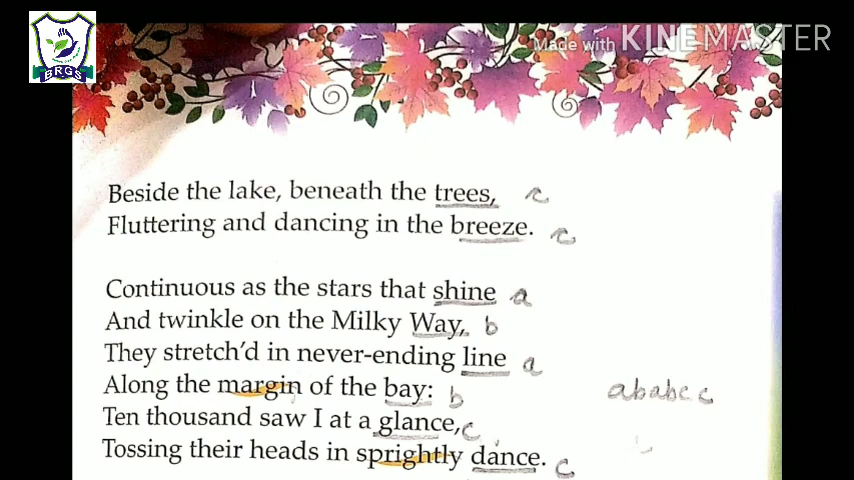 BRGS
Made with KINEMASTER
Beside the lake, beneath the trees, c
Fluttering and dancing in the breeze. c
Continuous as the stars that shine a
And twinkle on the Milky Way, b
They stretch'd in never-ending line a
Along the margin of the bay: b
ababcc
Ten thousand saw I at a glance, c
Tossing their heads in sprightly dance. c